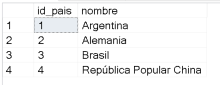 id_pais nombre
1 1 Argentina
2 2 Alemania
3 3 Brasil
4 4 República Popular China